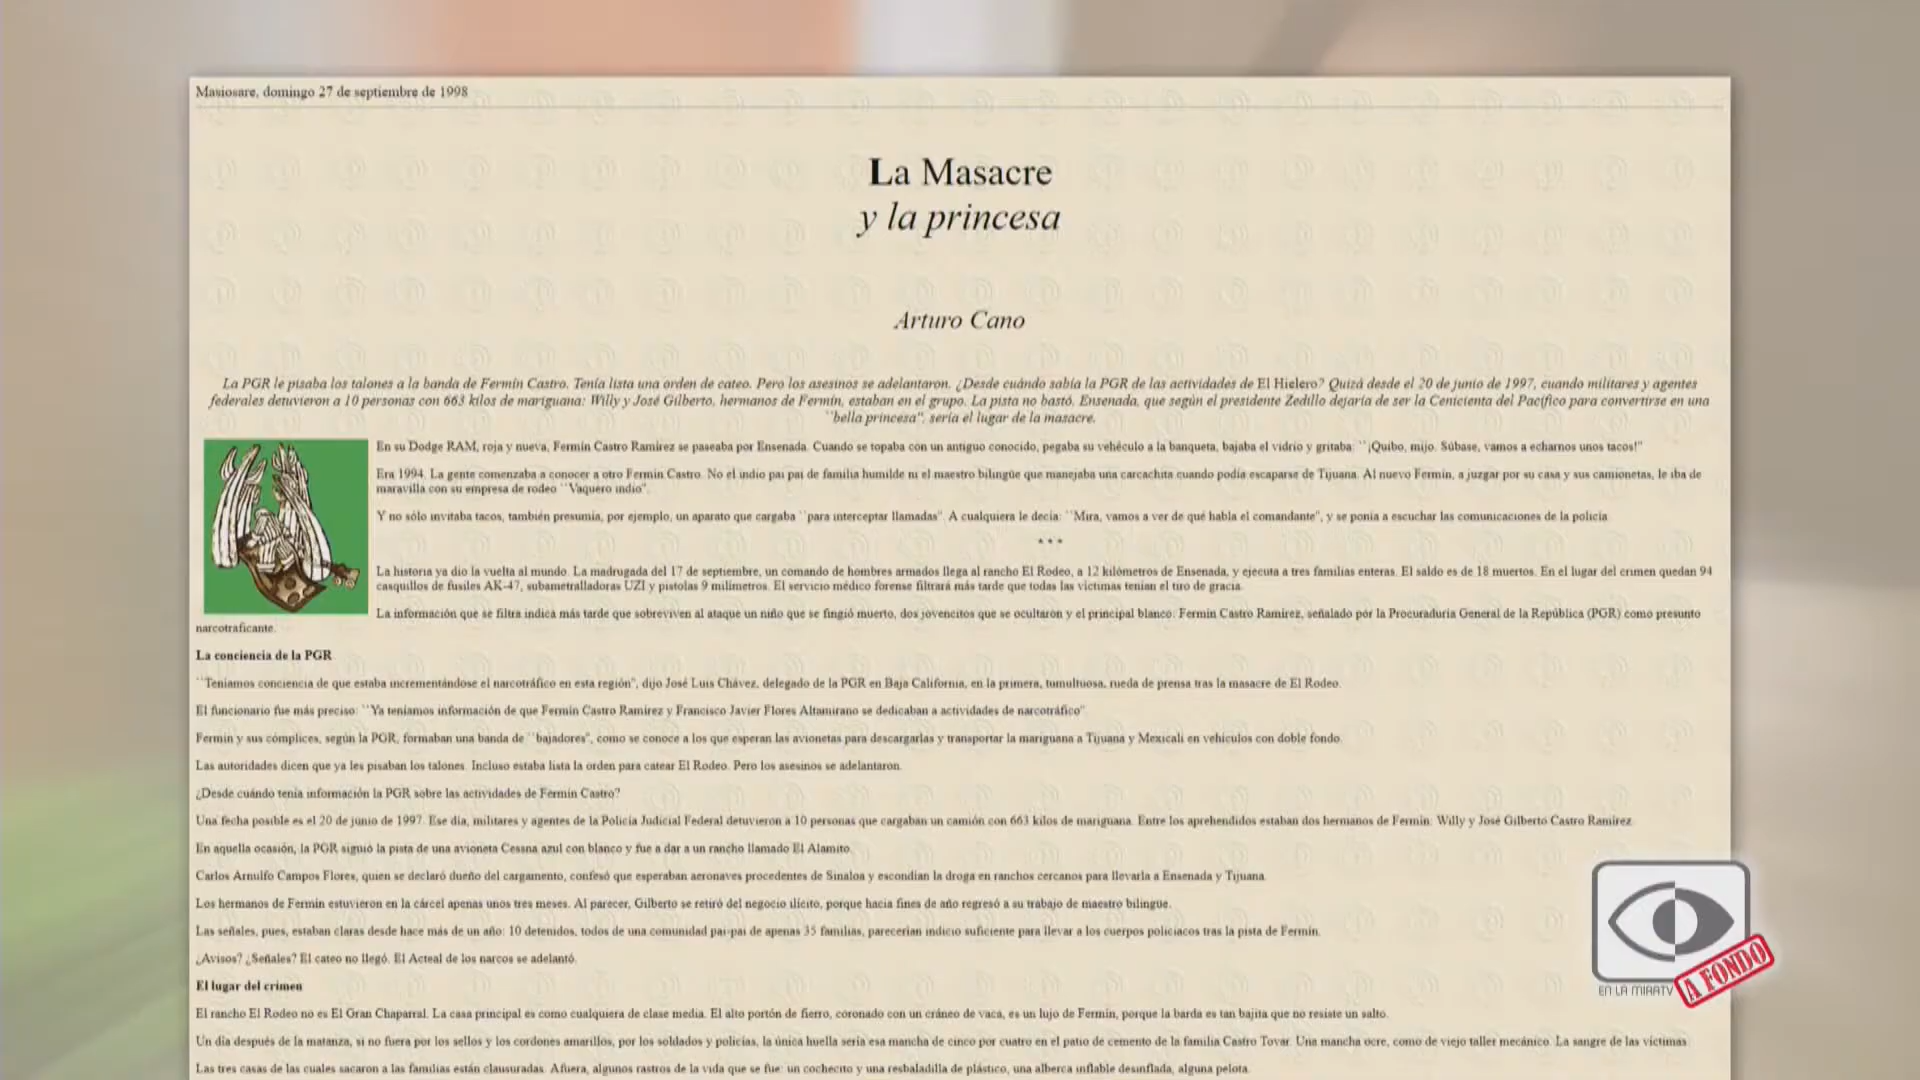 Masiosare, domingo 27 de septiembre de 1998
La Masacre
y la princesa
Arturo Cano
La PGR le pisaba los talones a la banda de Fermín Castro. Tenía lista una orden de cateo. Pero los asesinos se adelantaron. ¿Desde cuándo sabía la PGR de las actividades de El Hielero? Quizá desde el 20 de junio de 1997, cuando militares y agentes
federales detuvieron a 10 personas con 663 kilos de mariguana: Willy y José Gilberto, hermanos de Fermín, estaban en el grupo. La pista no bastó. Ensenada, que según el presidente Zedillo dejaría de ser la Cenicienta del Pacífico para convertirse en una
``bella princesa'', sería el lugar de la masacre.
En su Dodge RAM, roja y nueva, Fermín Castro Ramírez se paseaba por Ensenada. Cuando se topaba con un antiguo conocido, pegaba su vehículo a la banqueta, bajaba el vidrio y gritaba: ``¡Quibo, mijo. Súbase, vamos a echarnos unos tacos!''
Era 1994. La gente comenzaba a conocer a otro Fermín Castro. No el indio pai pai de familia humilde ni el maestro bilingüe que manejaba una carcachita cuando podía escaparse de Tijuana. Al nuevo Fermín, a juzgar por su casa y sus camionetas, le iba de
maravilla con su empresa de rodeo ``Vaquero indio''.
Y no sólo invitaba tacos, también presumía, por ejemplo, un aparato que cargaba ``para interceptar llamadas''. A cualquiera le decía: ``Mira, vamos a ver de qué habla el comandante'', y se ponía a escuchar las comunicaciones de la policía
* * *
La historia ya dio la vuelta al mundo. La madrugada del 17 de septiembre, un comando de hombres armados llega al rancho El Rodeo, a 12 kilómetros de Ensenada, y ejecuta a tres familias enteras. El saldo es de 18 muertos. En el lugar del crimen quedan 94
casquillos de fusiles AK-47, subametralladoras UZI y pistolas 9 milímetros. El servicio médico forense filtrará más tarde que todas las víctimas tenían el tiro de gracia.
La información que se filtra indica más tarde que sobreviven al ataque un niño que se fingió muerto, dos jovencitos que se ocultaron y el principal blanco: Fermín Castro Ramírez, señalado por la Procuraduría General de la República (PGR) como presunto
narcotraficante.
La conciencia de la PGR
``Teníamos conciencia de que estaba incrementándose el narcotráfico en esta región'', dijo José Luis Chávez, delegado de la PGR en Baja California, en la primera, tumultuosa, rueda de prensa tras la masacre de El Rodeo.
El funcionario fue más preciso: ``Ya teníamos información de que Fermín Castro Ramírez y Francisco Javier Flores Altamirano se dedicaban a actividades de narcotráfico''
Fermín y sus cómplices, según la PGR, formaban una banda de ``bajadores'', como se conoce a los que esperan las avionetas para descargarlas y transportar la mariguana a Tijuana y Mexicali en vehículos con doble fondo.
Las autoridades dicen que ya les pisaban los talones. Incluso estaba lista la orden para catear El Rodeo. Pero los asesinos se adelantaron.
¿Desde cuándo tenía información la PGR sobre las actividades de Fermín Castro?
Una fecha posible es el 20 de junio de 1997. Ese día, militares y agentes de la Policía Judicial Federal detuvieron a 10 personas que cargaban un camión con 663 kilos de mariguana. Entre los aprehendidos estaban dos hermanos de Fermín: Willy y José Gilberto Castro Ramírez.
En aquella ocasión, la PGR siguió la pista de una avioneta Cessna azul con blanco y fue a dar a un rancho llamado El Alamito.
Carlos Arnulfo Campos Flores, quien se declaró dueño del cargamento, confesó que esperaban aeronaves procedentes de Sinaloa y escondían la droga en ranchos cercanos para llevarla a Ensenada y Tijuana.
Los hermanos de Fermín estuvieron en la cárcel apenas unos tres meses. Al parecer, Gilberto se retiró del negocio ilícito, porque hacia fines de año regresó a su trabajo de maestro bilingüe.
Las señales, pues, estaban claras desde hace más de un año: 10 detenidos, todos de una comunidad pai-pai de apenas 35 familias, parecerían indicio suficiente para llevar a los cuerpos policiacos tras la pista de Fermín.
¿Avisos? ¿Señales? El cateo no llegó. El Acteal de los narcos se adelantó.
El lugar del crimen
El rancho El Rodeo no es El Gran Chaparral. La casa principal es como cualquiera de clase media. El alto portón de fierro, coronado con un cráneo de vaca, es un lujo de Fermín, porque la barda es tan bajita que no resiste un salto.
Un día después de la matanza, si no fuera por los sellos y los cordones amarillos, por los soldados y policías, la única huella sería esa mancha de cinco por cuatro en el patio de cemento de la familia Castro Tovar. Una mancha ocre, como de viejo taller mecánico. La sangre de las víctimas.
Las tres casas de las cuales sacaron a las familias están clausuradas. Afuera, algunos rastros de la vida que se fue: un cochecito y una resbaladilla de plástico, una alberca inflable desinflada, alguna pelota.
EN LA MIRA TV
A FONDO